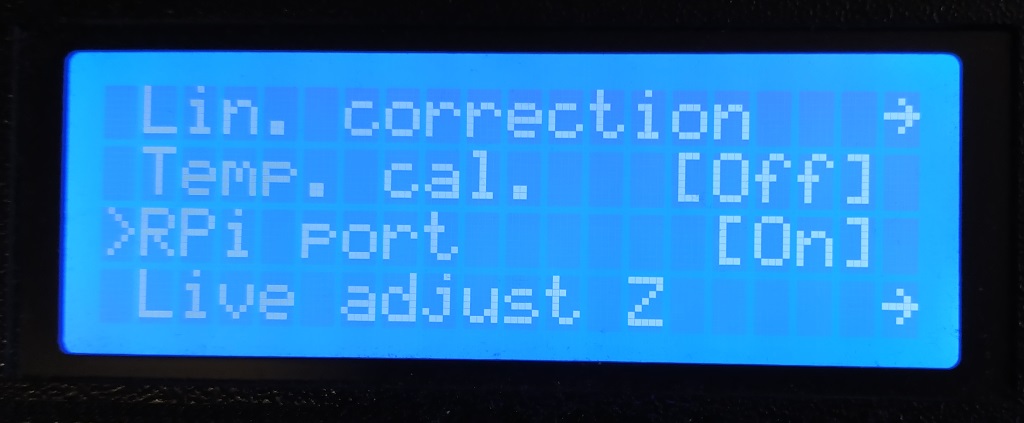 Lin. correction →
Temp. cal. [Off]
>RPi port [On]
Live adjust Z →